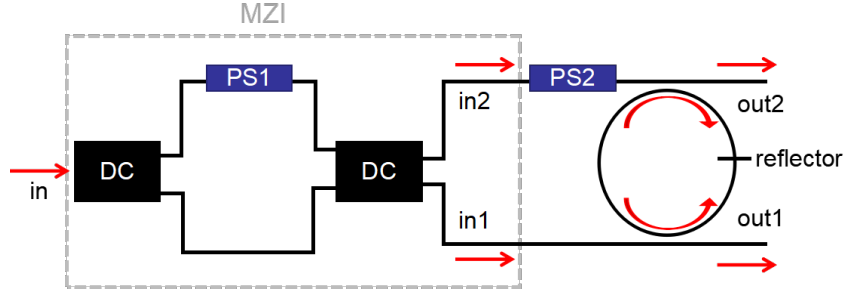 MZI
PS1
PS2
in2
out2
DC
DC
reflector
in
in1
out1